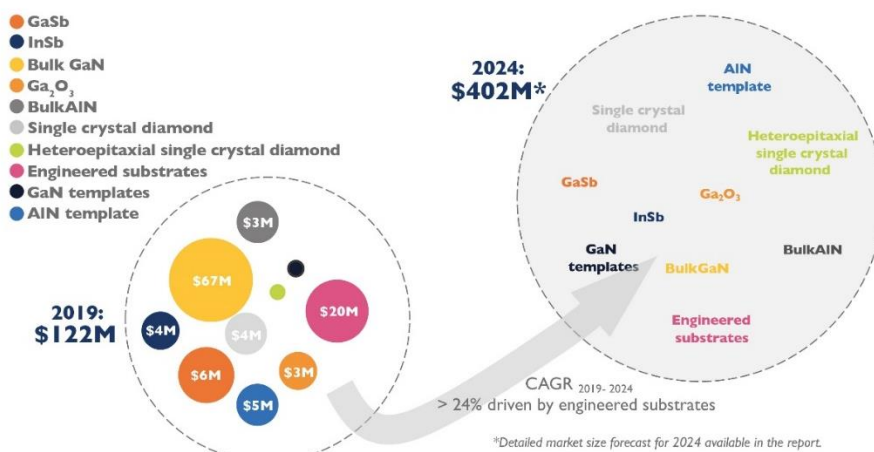 GaSb
InSb
Bulk GaN
Ga₂O₃
BulkAlN
Single crystal diamond
Heteroepitaxial single crystal diamond
Engineered substrates
GaN templates
AlN template
2019:
$122M
$3M
$67M
$20M
$4M
$4M
$6M
$3M
$5M
2024:
$402M*
AlN
template
Single crystal
diamond
Heteroepitaxial
single crystal
diamond
GaSb
Ga₂O₃
InSb
GaN
templates
BulkGaN
BulkAlN
Engineered
substrates
CAGR 2019-2024
> 24% driven by engineered substrates
*Detailed market size forecast for 2024 available in the report.